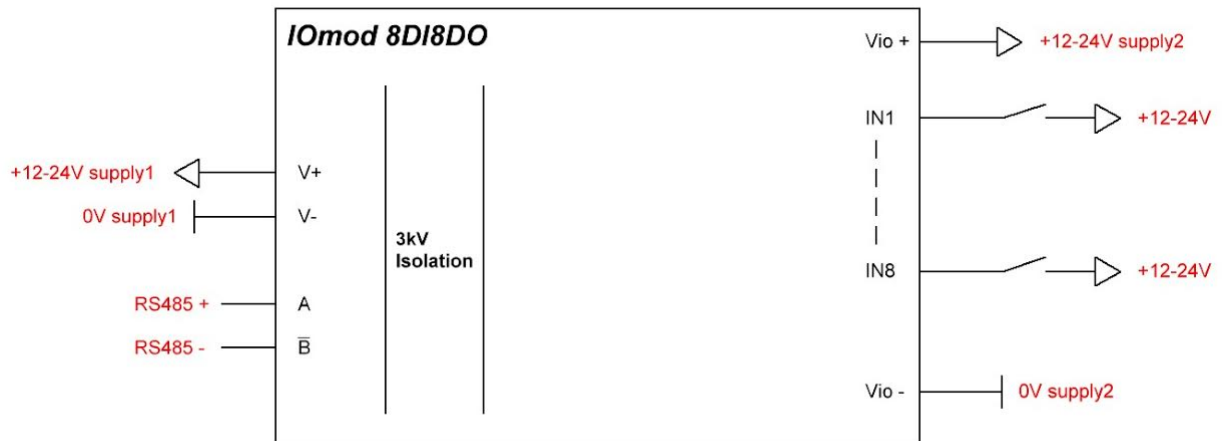 IOmod 8DI8DO
Vio +
+12-24V supply2
IN1
+12-24V
+12-24V supply1
V+
0V supply1
V-
3kV
Isolation
IN8
+12-24V
RS485 +
A
RS485 -
B̅
Vio -
0V supply2